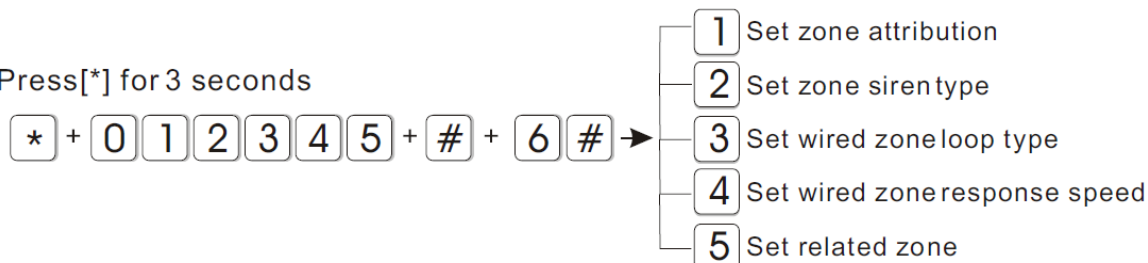 1 Set zone attribution
Press[*] for 3 seconds
2 Set zone siren type
* + 0 1 2 3 4 5 + # + 6 #
3 Set wired zone loop type
4 Set wired zone response speed
5 Set related zone